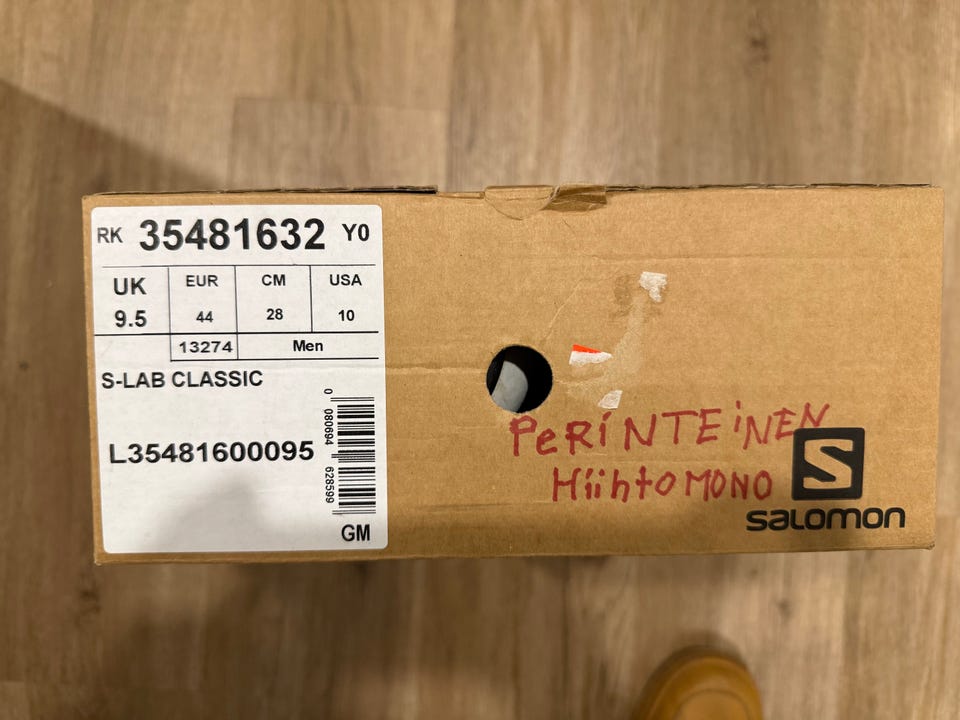 RK 35481632 Y0
UK EUR CM USA
9.5 44 28 10
13274 Men
S-LAB CLASSIC
L35481600095
0 080694 628599
GM
PeRiNTEiNEN
HiihtoMONO
S
salomon